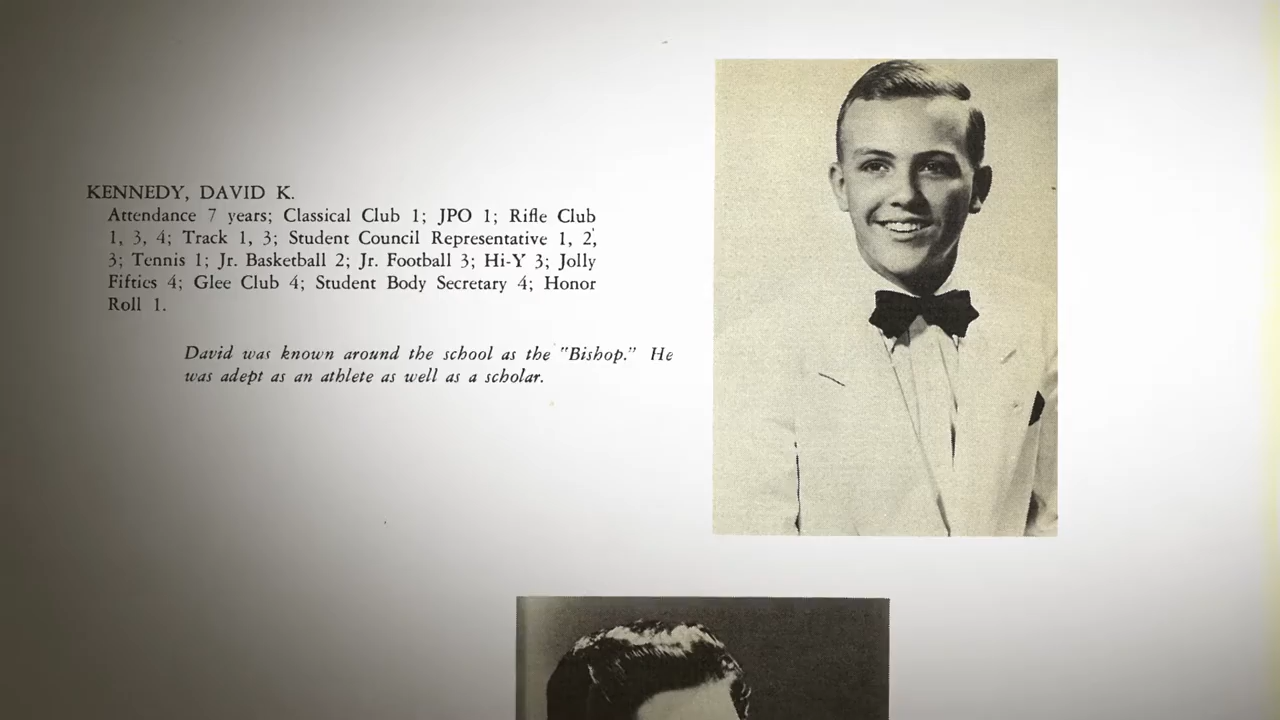 KENNEDY, DAVID K.
Attendance 7 years; Classical Club 1; JPO 1; Rifle Club
1, 3, 4; Track 1, 3; Student Council Representative 1, 2,
3; Tennis 1; Jr. Basketball 2; Jr. Football 3; Hi-Y 3; Jolly
Fifties 4; Glee Club 4; Student Body Secretary 4; Honor
Roll 1.
David was known around the school as the "Bishop." He
was adept as an athlete as well as a scholar.